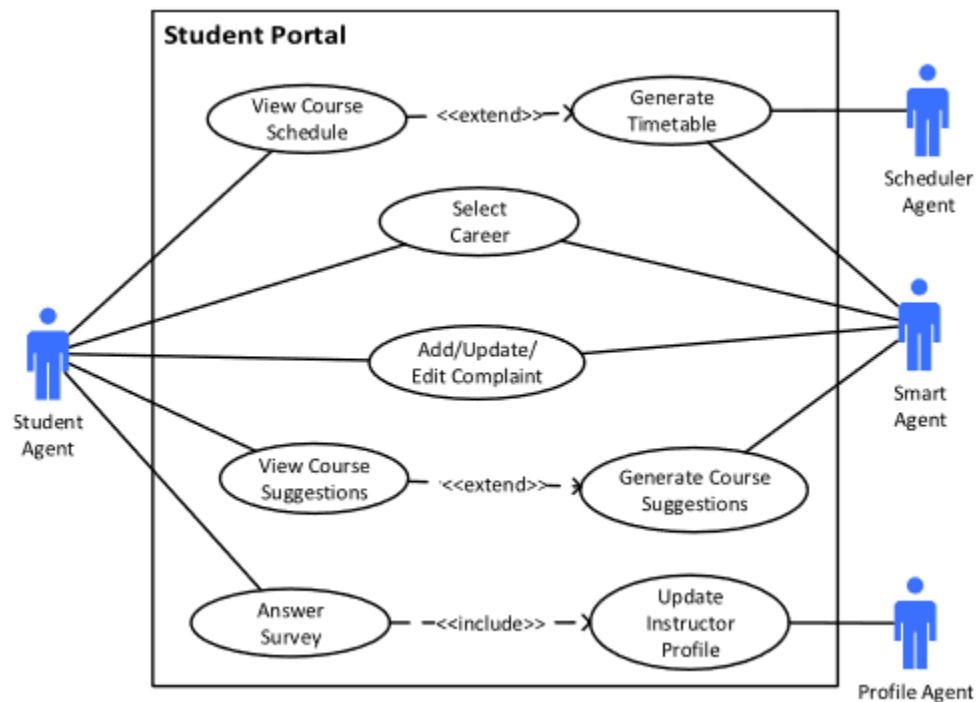 Student Portal
View Course
Schedule
<<extend>>
Generate
Timetable
Scheduler
Agent
Select
Career
Student
Agent
Add/Update/
Edit Complaint
Smart
Agent
View Course
Suggestions
<<extend>>
Generate Course
Suggestions
Answer
Survey
<<include>>
Update
Instructor
Profile
Profile Agent